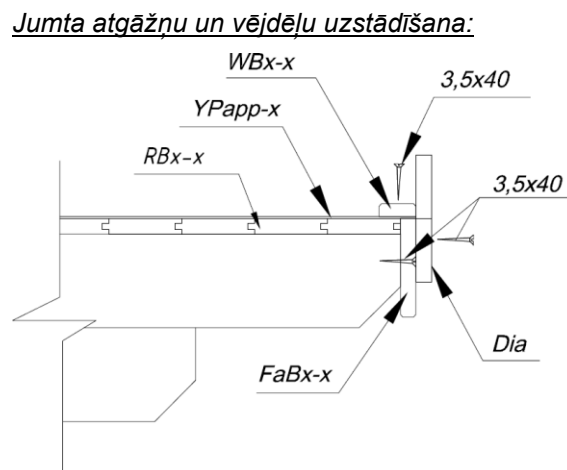 Jumta atgāžņu un vējdēļu uzstādīšana:
WBx-x
3,5x40
YPapp-x
RBx-x
3,5x40
Dia
FaBx-x